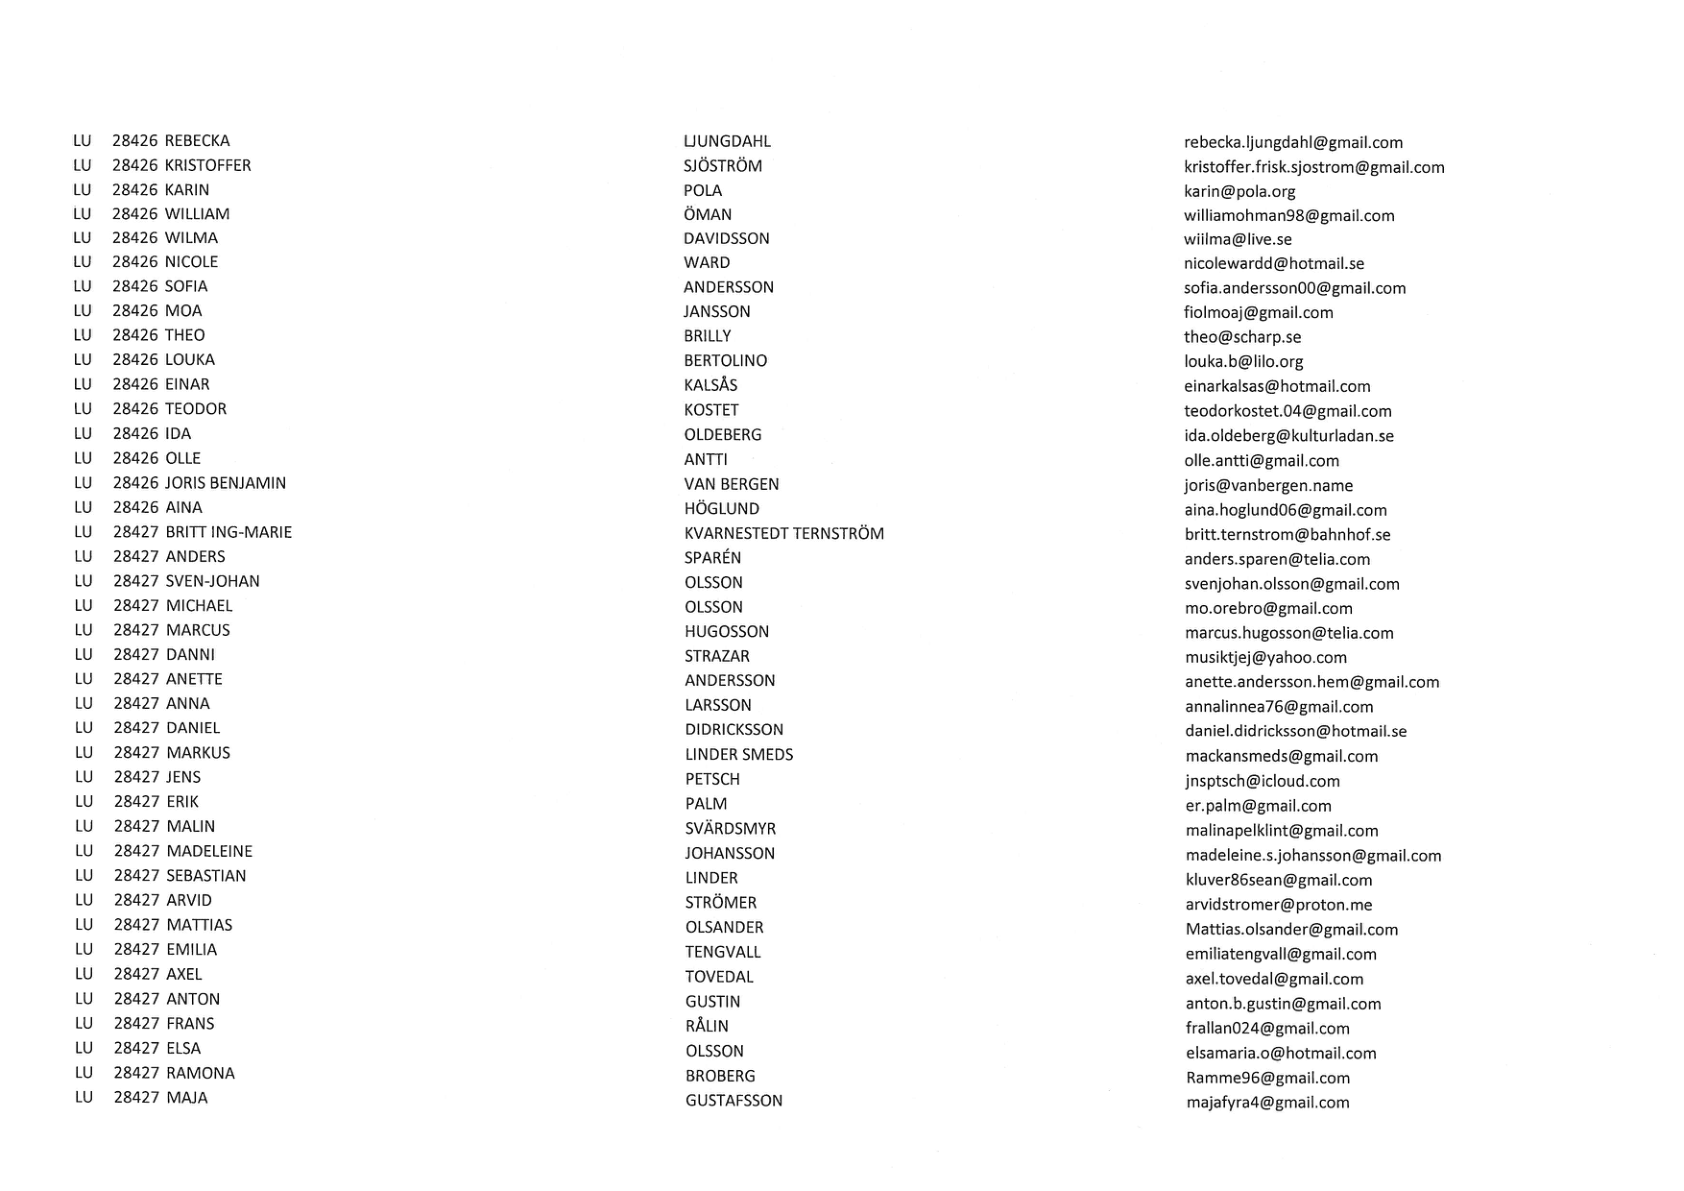 LU 28426 REBECKA LJUNGDAHL rebecka.ljungdahl@gmail.com
LU 28426 KRISTOFFER SJÖSTRÖM kristoffer.frisk.sjostrom@gmail.com
LU 28426 KARIN POLA karin@pola.org
LU 28426 WILLIAM ÖMAN williamohman98@gmail.com
LU 28426 WILMA DAVIDSSON wiilma@live.se
LU 28426 NICOLE WARD nicolewardd@hotmail.se
LU 28426 SOFIA ANDERSSON sofia.andersson00@gmail.com
LU 28426 MOA JANSSON fiolmoaj@gmail.com
LU 28426 THEO BRILLY theo@scharp.se
LU 28426 LOUKA BERTOLINO louka.b@lilo.org
LU 28426 EINAR KALSÅS einarkalsas@hotmail.com
LU 28426 TEODOR KOSTET teodorkostet.04@gmail.com
LU 28426 IDA OLDEBERG ida.oldeberg@kulturladan.se
LU 28426 OLLE ANTTI olle.antti@gmail.com
LU 28426 JORIS BENJAMIN VAN BERGEN joris@vanbergen.name
LU 28426 AINA HÖGLUND aina.hoglund06@gmail.com
LU 28427 BRITT ING-MARIE KVARNESTEDT TERNSTRÖM britt.ternstrom@bahnhof.se
LU 28427 ANDERS SPARÉN anders.sparen@telia.com
LU 28427 SVEN-JOHAN OLSSON svenjohan.olsson@gmail.com
LU 28427 MICHAEL OLSSON mo.orebro@gmail.com
LU 28427 MARCUS HUGOSSON marcus.hugosson@telia.com
LU 28427 DANNI STRAZAR musiktjej@yahoo.com
LU 28427 ANETTE ANDERSSON anette.andersson.hem@gmail.com
LU 28427 ANNA LARSSON annalinnea76@gmail.com
LU 28427 DANIEL DIDRICKSSON daniel.didricksson@hotmail.se
LU 28427 MARKUS LINDER SMEDS mackansmeds@gmail.com
LU 28427 JENS PETSCH jnsptsch@icloud.com
LU 28427 ERIK PALM er.palm@gmail.com
LU 28427 MALIN SVÄRDSMYR malinapelklint@gmail.com
LU 28427 MADELEINE JOHANSSON madeleine.s.johansson@gmail.com
LU 28427 SEBASTIAN LINDER kluver86sean@gmail.com
LU 28427 ARVID STRÖMER arvidstromer@proton.me
LU 28427 MATTIAS OLSANDER Mattias.olsander@gmail.com
LU 28427 EMILIA TENGVALL emiliatengvall@gmail.com
LU 28427 AXEL TOVEDAL axel.tovedal@gmail.com
LU 28427 ANTON GUSTIN anton.b.gustin@gmail.com
LU 28427 FRANS RÅLIN frallan024@gmail.com
LU 28427 ELSA OLSSON elsamaria.o@hotmail.com
LU 28427 RAMONA BROBERG Ramme96@gmail.com
LU 28427 MAJA GUSTAFSSON majafyra4@gmail.com